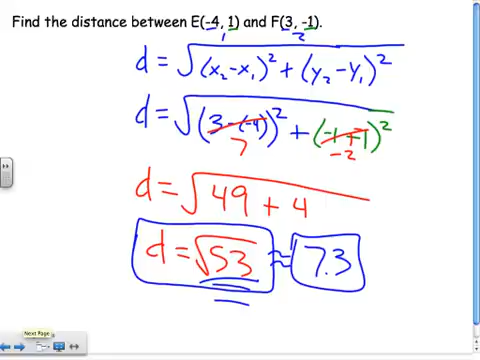 Find the distance between E(-4, 1) and F(3, -1).
1 2
d = √(x₂-x₁)² + (y₂-y₁)²
d = √(3-(-4))² + (-1-1)²
7 -2
d = √49 + 4
d = √53 ≈ 7.3
Next Page